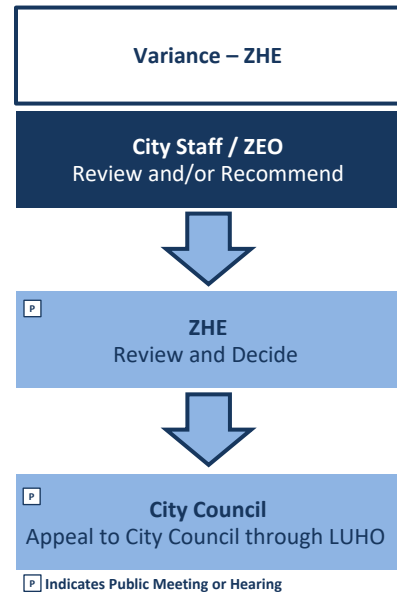 Variance – ZHE
City Staff / ZEO
Review and/or Recommend
P
ZHE
Review and Decide
P
City Council
Appeal to City Council through LUHO
P Indicates Public Meeting or Hearing